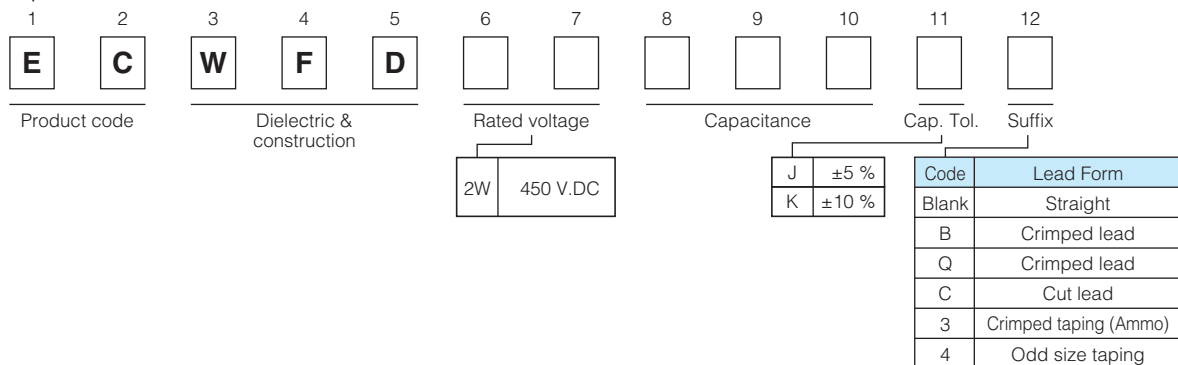 1 2 3 4 5 6 7 8 9 10 11 12
E C W F D
Product code Dielectric & construction Rated voltage Capacitance Cap. Tol. Suffix
2W 450 V.DC
J ±5 %
K ±10 %
Code Lead Form
Blank Straight
B Crimped lead
Q Crimped lead
C Cut lead
3 Crimped taping (Ammo)
4 Odd size taping